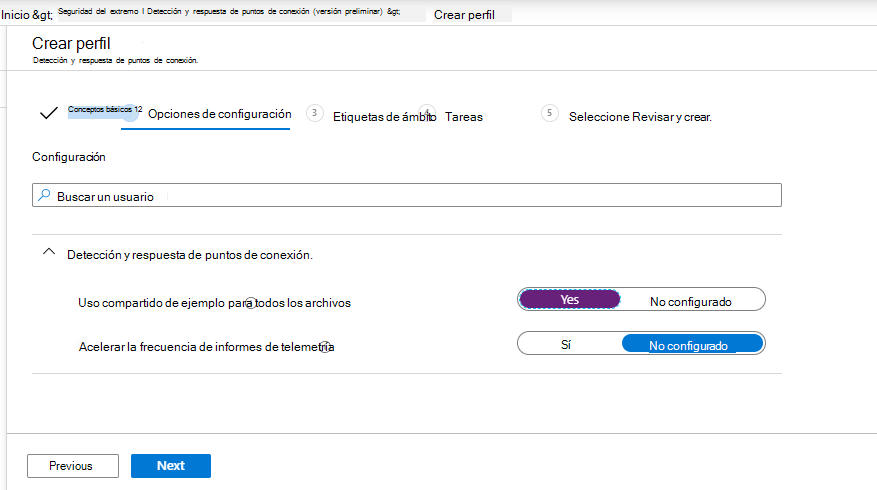 Inicio &gt; Seguridad del extremo | Detección y respuesta de puntos de conexión (versión preliminar) &gt; Crear perfil
Crear perfil
Detección y respuesta de puntos de conexión.
Conceptos básicos 12 Opciones de configuración 3 Etiquetas de ámbito 4 Tareas 5 Seleccione Revisar y crear.
Configuración
Buscar un usuario
Detección y respuesta de puntos de conexión.
Uso compartido de ejemplo para todos los archivos Yes No configurado
Acelerar la frecuencia de informes de telemetría Sí No configurado
Previous Next